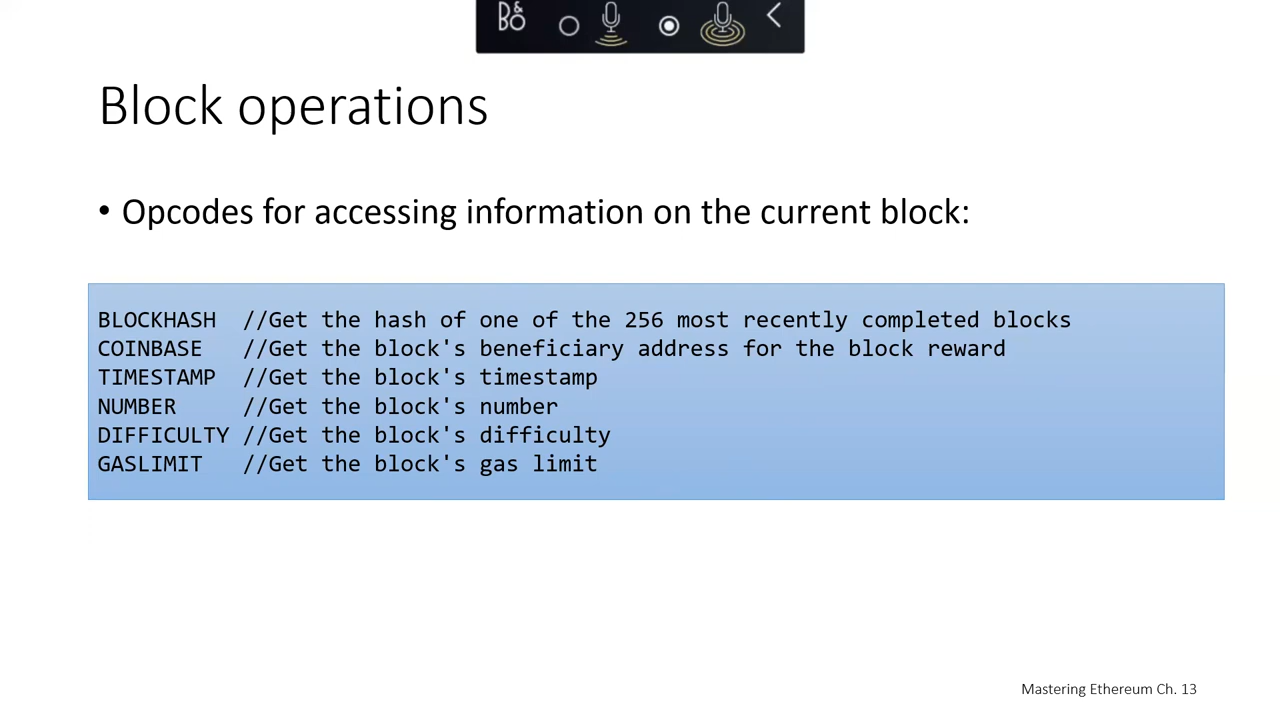 B&O
Block operations
• Opcodes for accessing information on the current block:
BLOCKHASH //Get the hash of one of the 256 most recently completed blocks
COINBASE //Get the block's beneficiary address for the block reward
TIMESTAMP //Get the block's timestamp
NUMBER //Get the block's number
DIFFICULTY //Get the block's difficulty
GASLIMIT //Get the block's gas limit
Mastering Ethereum Ch. 13